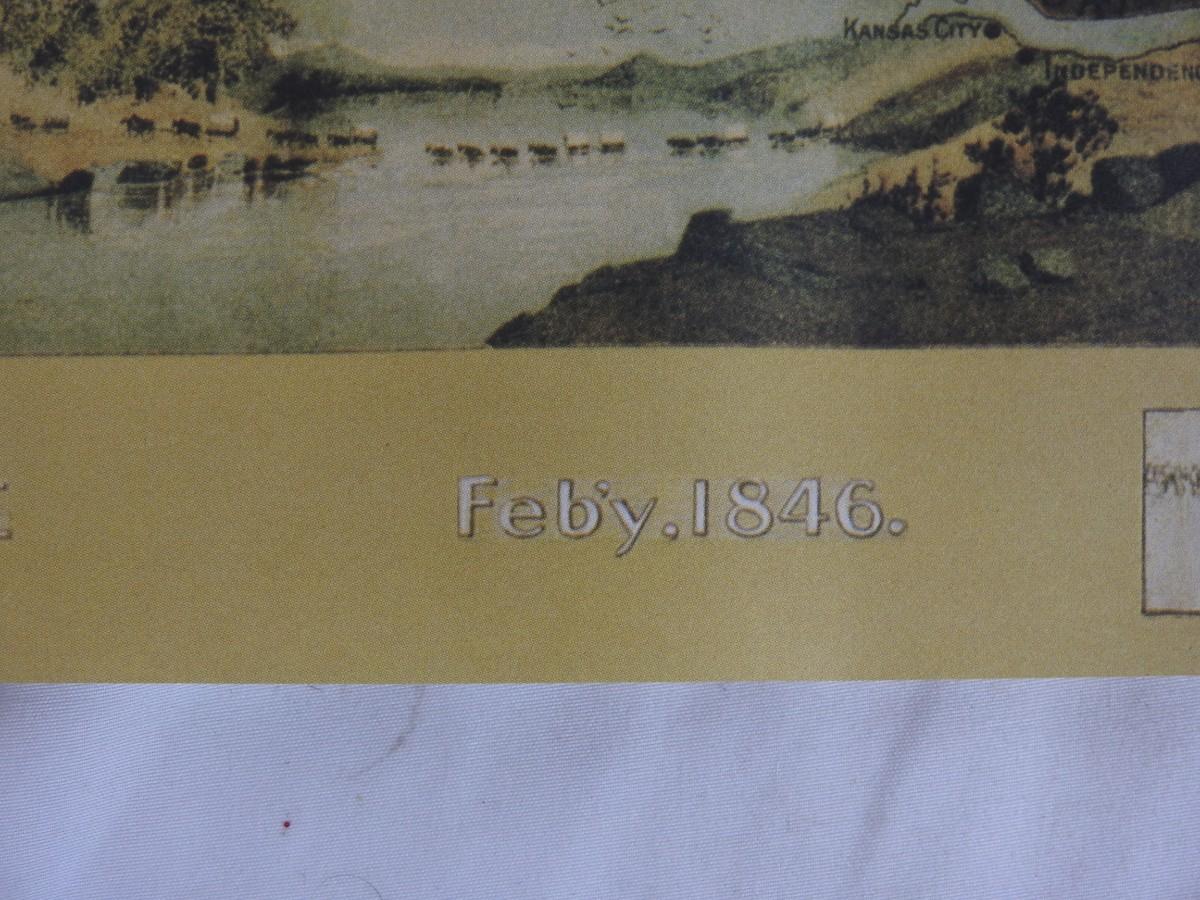 KANSAS CITY
INDEPENDENC
Feb'y, 1846.